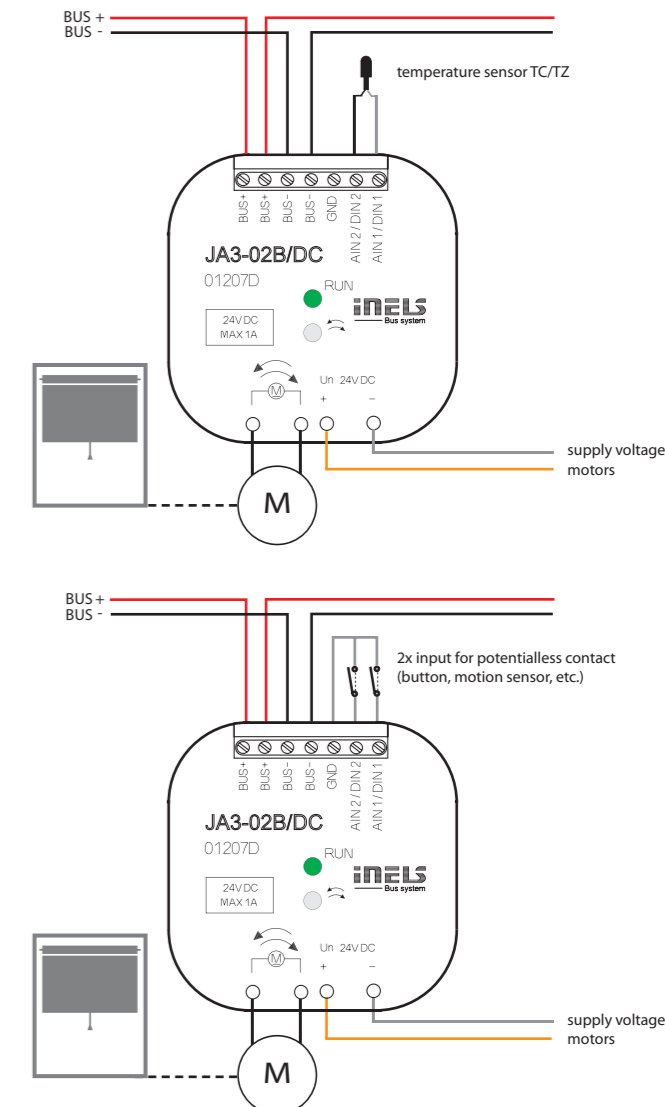 BUS +
BUS -
temperature sensor TC/TZ
BUS+
BUS+
BUS-
BUS-
GND
AIN 2 / DIN 2
AIN 1 / DIN 1
JA3-02B/DC
01207D
RUN
iNELS
Bus system
24V DC
MAX 1A
M
Un 24V DC
+ -
supply voltage
motors
M
BUS +
BUS -
2x input for potentialless contact
(button, motion sensor, etc.)
BUS+
BUS+
BUS-
BUS-
GND
AIN 2 / DIN 2
AIN 1 / DIN 1
JA3-02B/DC
01207D
RUN
iNELS
Bus system
24V DC
MAX 1A
M
Un 24V DC
+ -
supply voltage
motors
M